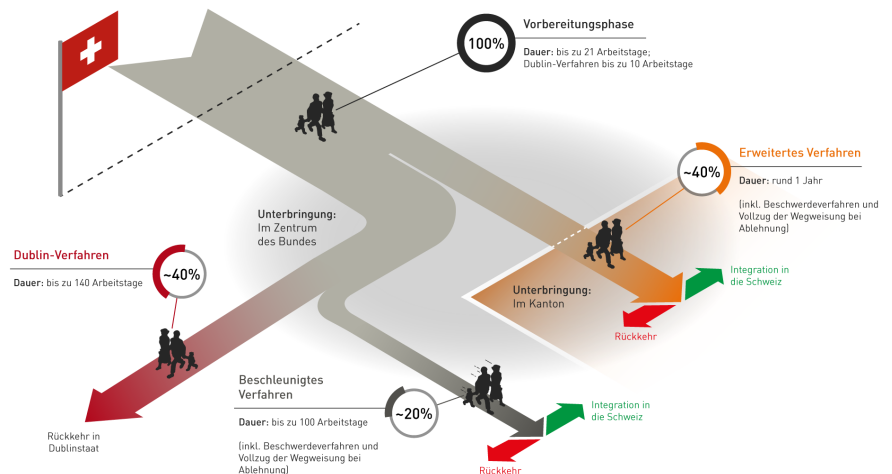 Vorbereitungsphase
100%
Dauer: bis zu 21 Arbeitstage;
Dublin-Verfahren bis zu 10 Arbeitstage
Erweitertes Verfahren
~40%
Dauer: rund 1 Jahr
(inkl. Beschwerdeverfahren und
Vollzug der Wegweisung bei
Ablehnung)
Unterbringung:
Im Zentrum
des Bundes
Dublin-Verfahren
~40%
Dauer: bis zu 140 Arbeitstage
Unterbringung:
Im Kanton
Integration in
die Schweiz
Rückkehr
Beschleunigtes
Verfahren
~20%
Dauer: bis zu 100 Arbeitstage
(inkl. Beschwerdeverfahren und
Vollzug der Wegweisung bei
Ablehnung)
Integration in
die Schweiz
Rückkehr
Rückkehr in
Dublinstaat